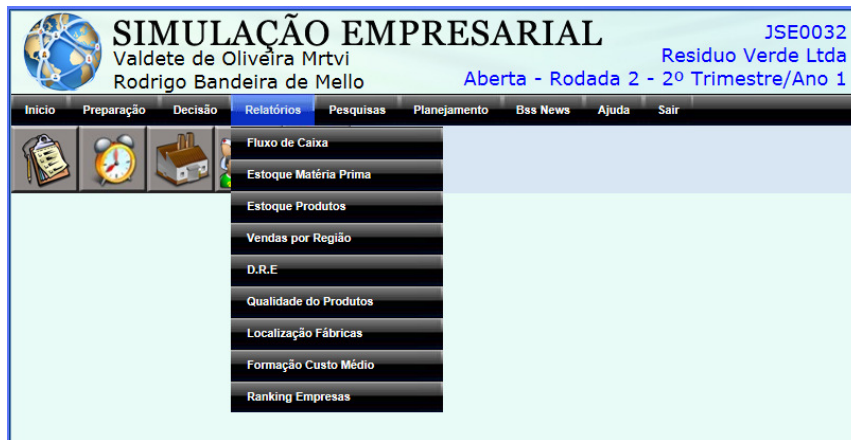 SIMULAÇÃO EMPRESARIAL
JSE0032
Valdete de Oliveira Mrtvi
Residuo Verde Ltda
Rodrigo Bandeira de Mello
Aberta - Rodada 2 - 2º Trimestre/Ano 1
Inicio Preparação Decisão Relatórios Pesquisas Planejamento Bss News Ajuda Sair
Fluxo de Caixa
Estoque Matéria Prima
Estoque Produtos
Vendas por Região
D.R.E
Qualidade do Produtos
Localização Fábricas
Formação Custo Médio
Ranking Empresas